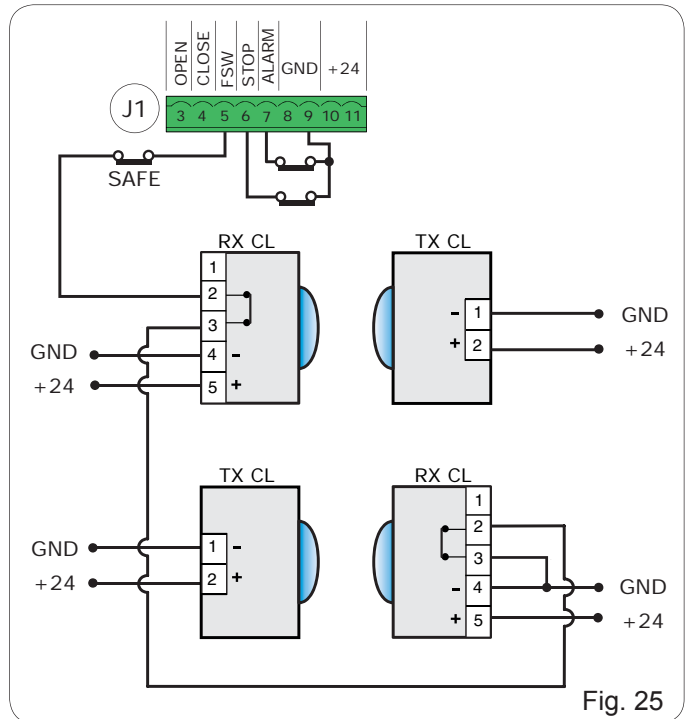 OPEN CLOSE FSW STOP ALARM GND +24
J1 3 4 5 6 7 8 9 10 11
SAFE
RX CL TX CL
1
2
3
4 -
5 +
GND
+24
- 1
+ 2
GND
+24
TX CL RX CL
1 -
2 +
GND
+24
1
2
3
- 4
+ 5
GND
+24
Fig. 25